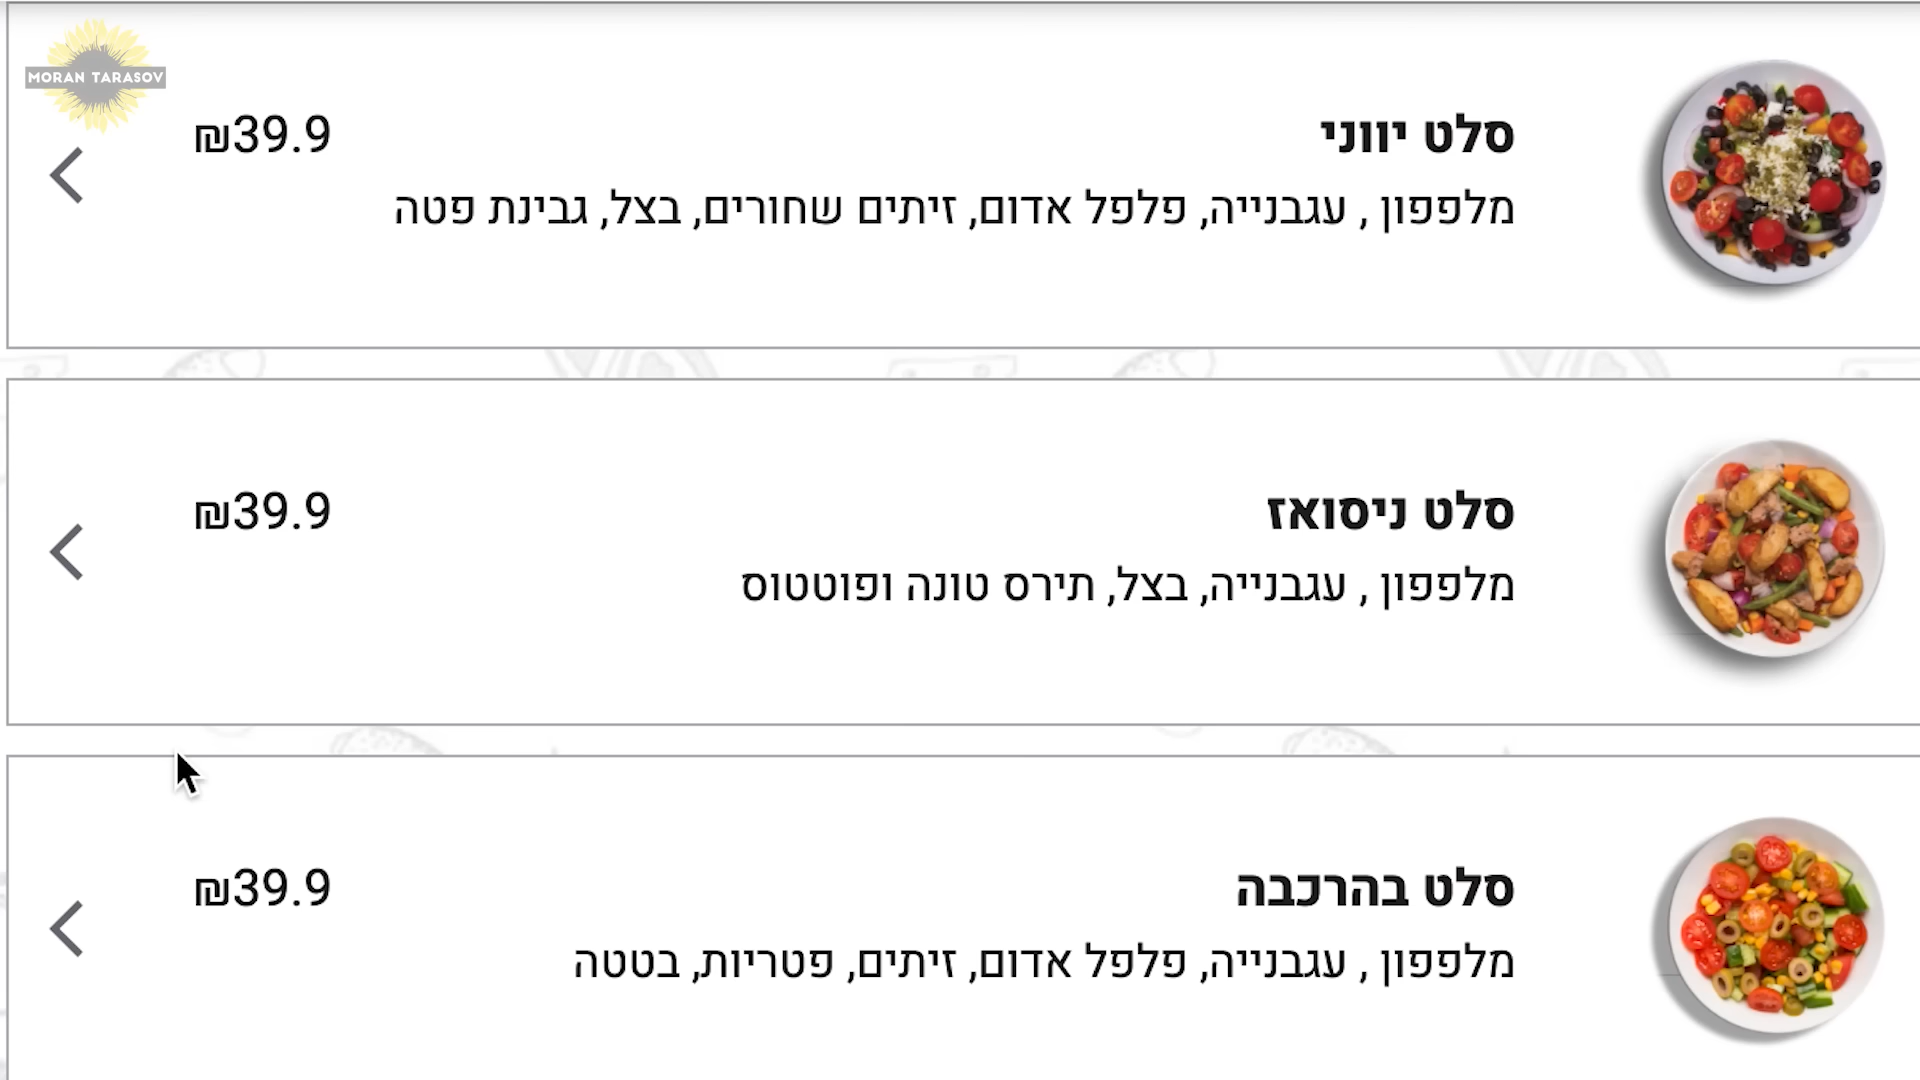 MORAN TARASOV
סלט יווני
₪39.9
מלפפון , עגבנייה, פלפל אדום, זיתים שחורים, בצל, גבינת פטה
סלט ניסואז
₪39.9
מלפפון , עגבנייה, בצל, תירס טונה ופוטטוס
סלט בהרכבה
₪39.9
מלפפון , עגבנייה, פלפל אדום, זיתים, פטריות, בטטה